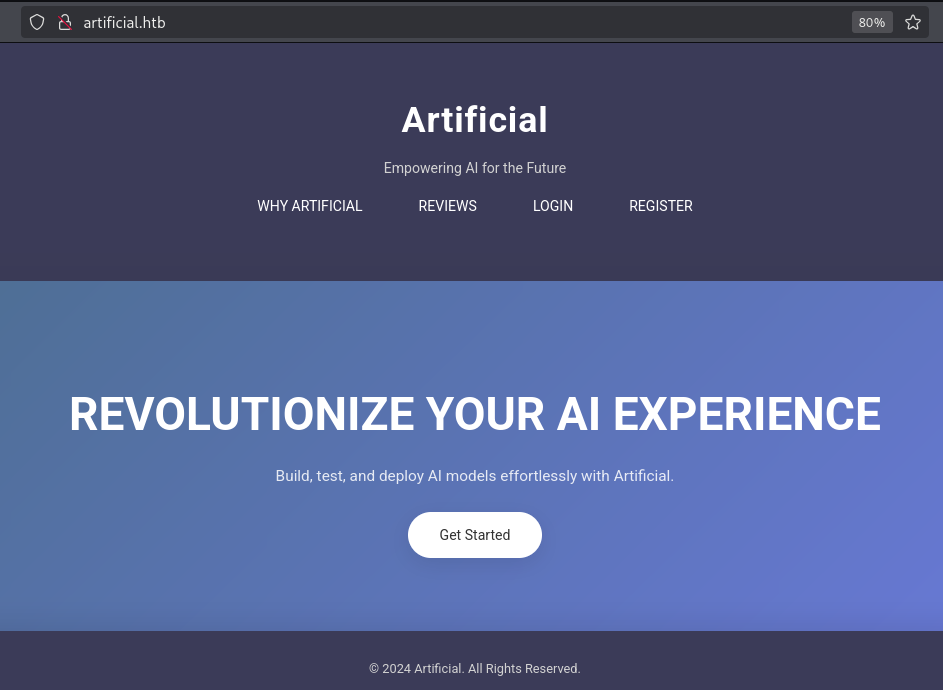 artificial.htb 80%
Artificial
Empowering AI for the Future
WHY ARTIFICIAL REVIEWS LOGIN REGISTER
REVOLUTIONIZE YOUR AI EXPERIENCE
Build, test, and deploy AI models effortlessly with Artificial.
Get Started
© 2024 Artificial. All Rights Reserved.